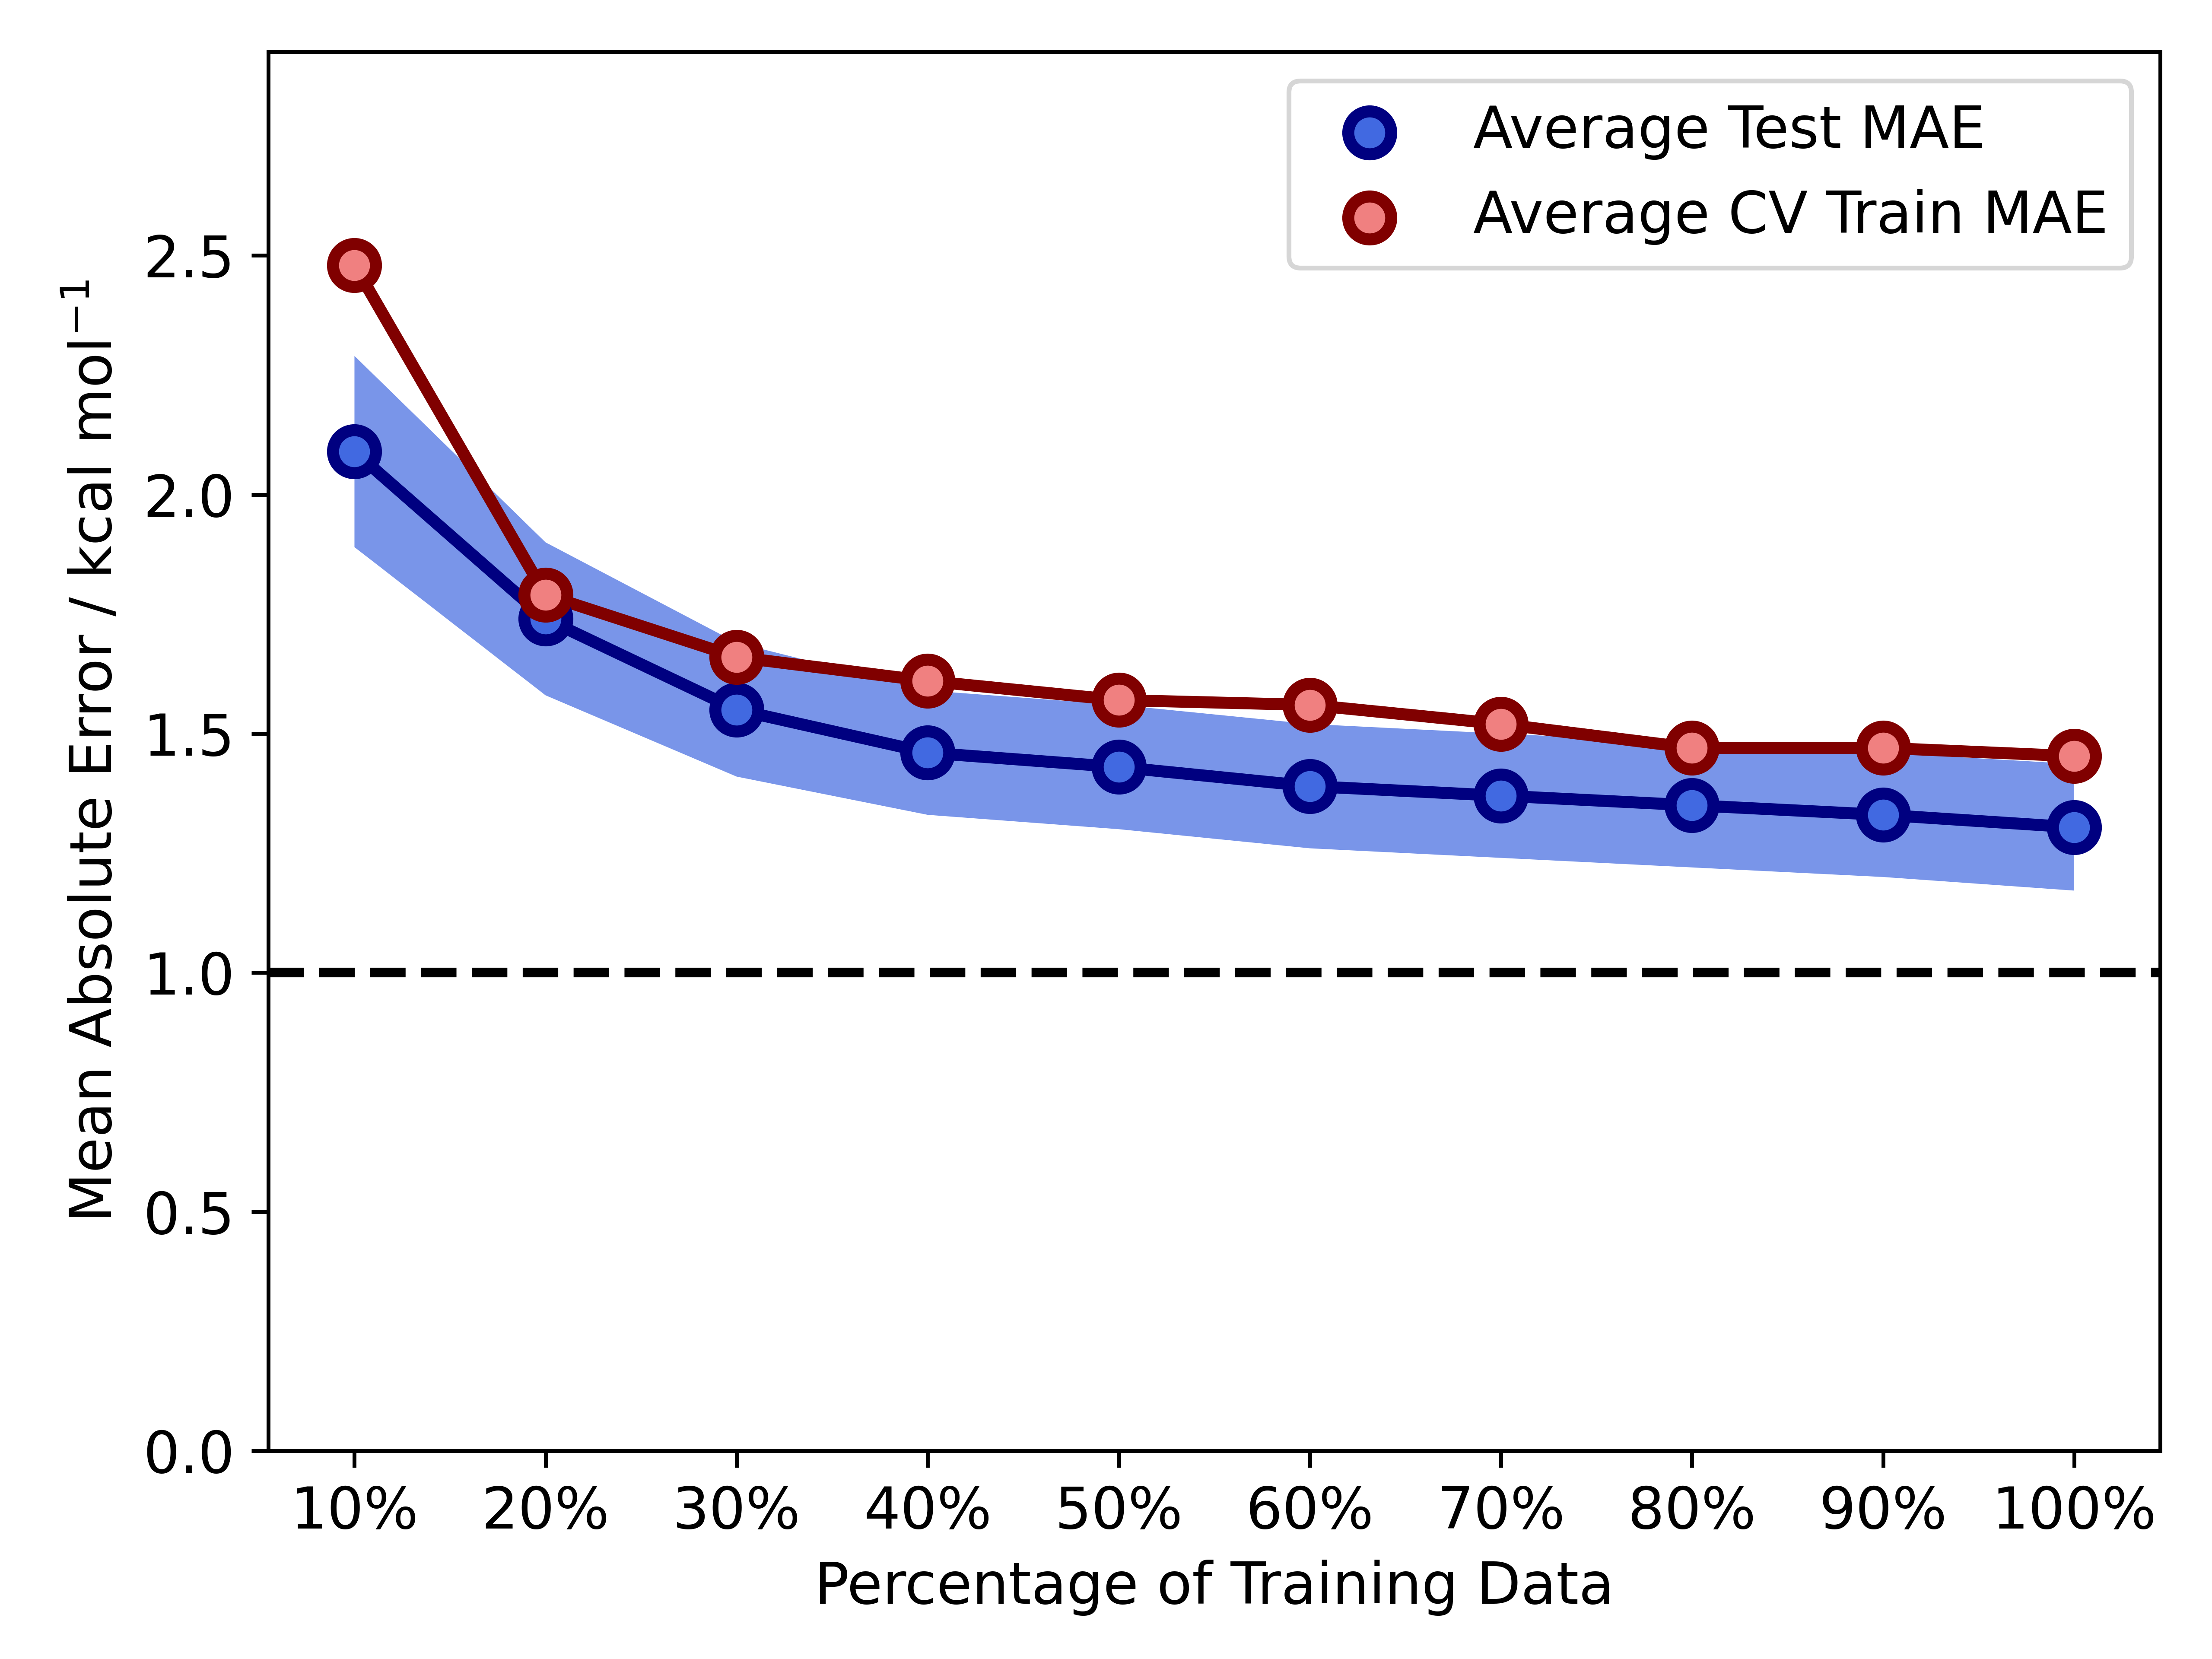 Average Test MAE
Average CV Train MAE
Mean Absolute Error / kcal mol⁻¹
2.5
2.0
1.5
1.0
0.5
0.0
10% 20% 30% 40% 50% 60% 70% 80% 90% 100%
Percentage of Training Data